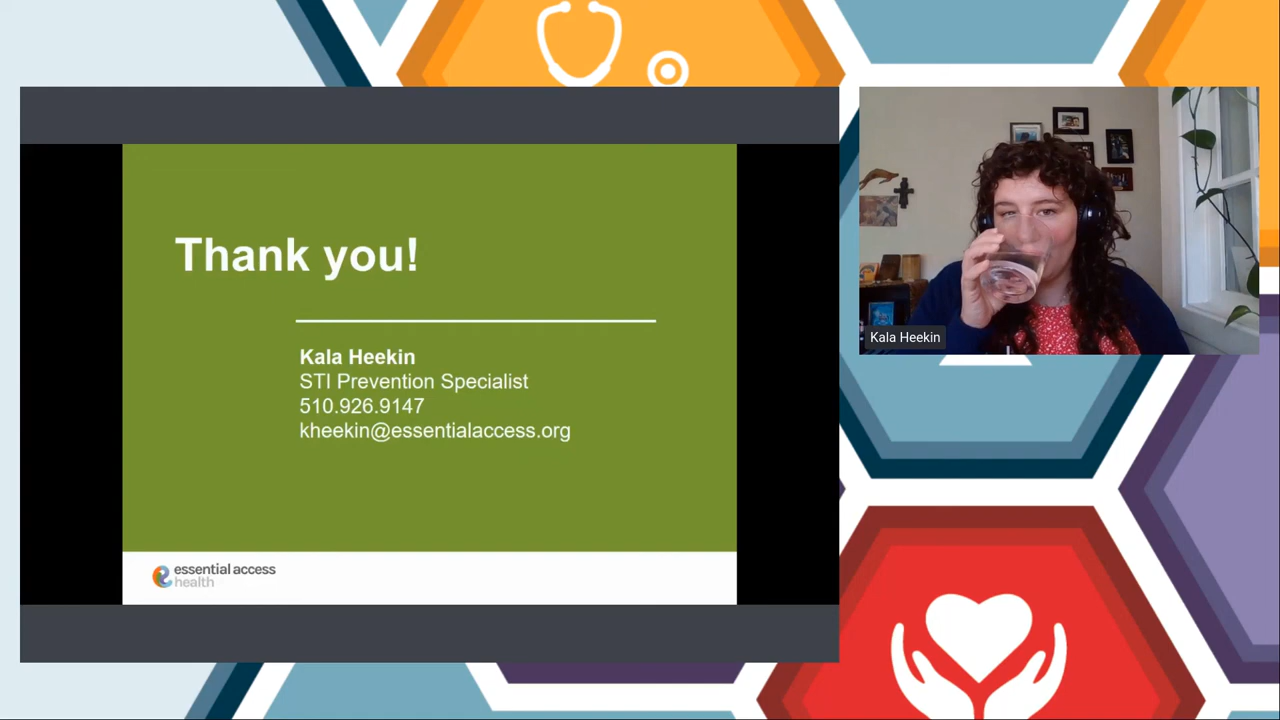 Thank you!
Kala Heekin
STI Prevention Specialist
510.926.9147
kheekin@essentialaccess.org
essential access
health
Kala Heekin